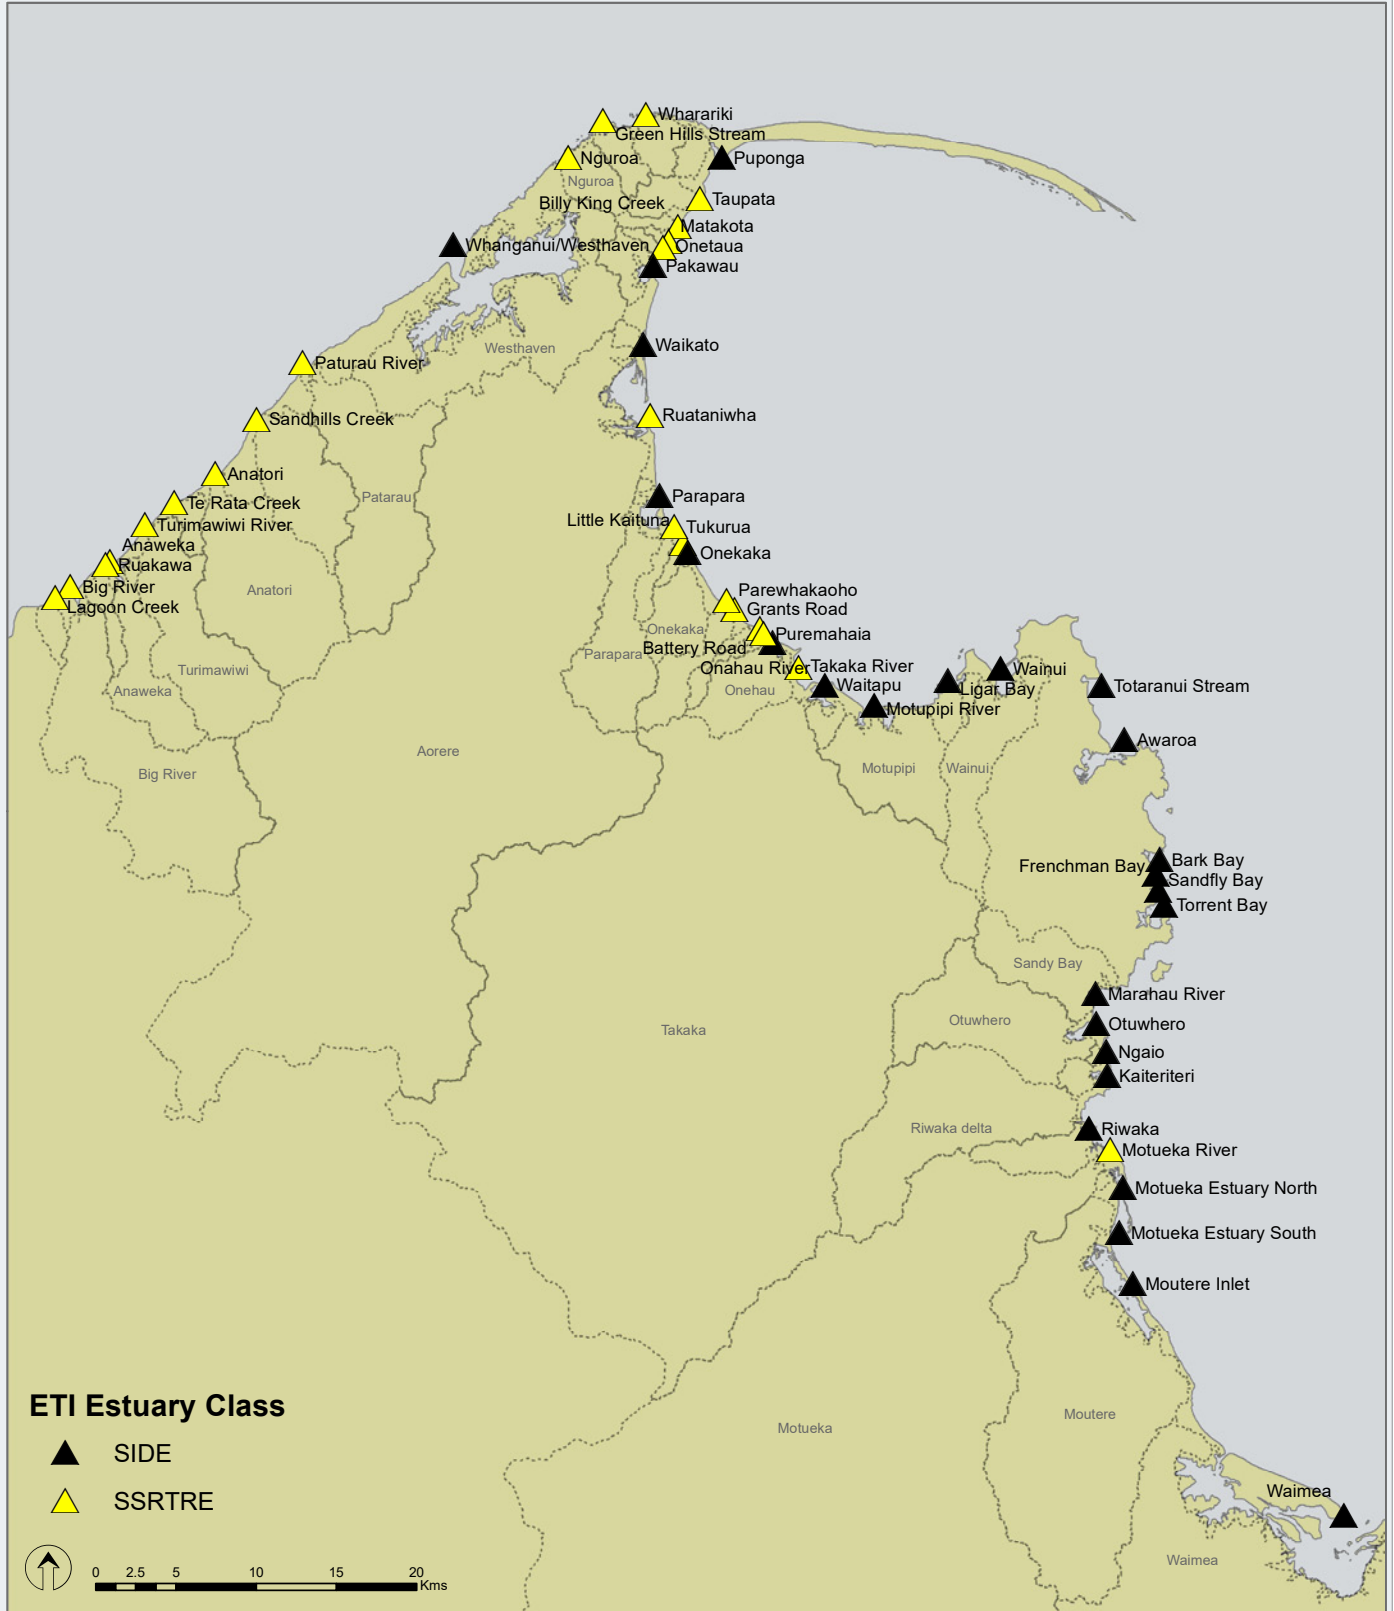 Wharariki
Green Hills Stream
Nguroa
Puponga
Nguroa
Billy King Creek
Taupata
Matakota
Whanganui/Westhaven
Onetaua
Pakawau
Waikato
Westhaven
Paturau River
Ruataniwha
Sandhills Creek
Anatori
Patarau
Parapara
Te Rata Creek
Little Kaituna
Turimawiwi River
Tukurua
Anaweka
Onekaka
Ruakawa
Big River
Anatori
Parewhakaoho
Lagoon Creek
Grants Road
Onekaka
Puremahaia
Battery Road
Parapara
Onahau River
Takaka River
Wainui
Turimawiwi
Waitapu
Ligar Bay
Totaranui Stream
Anaweka
Onehau
Motupipi River
Awaroa
Aorere
Big River
Motupipi
Wainui
Bark Bay
Frenchman Bay
Sandfly Bay
Torrent Bay
Sandy Bay
Marahau River
Otuwhero
Otuwhero
Takaka
Ngaio
Kaiteriteri
Riwaka delta
Riwaka
Motueka River
Motueka Estuary North
Motueka Estuary South
Moutere Inlet
ETI Estuary Class
SIDE
SSRTRE
Motueka
Moutere
Waimea
Waimea
0 2.5 5 10 15 20
Kms